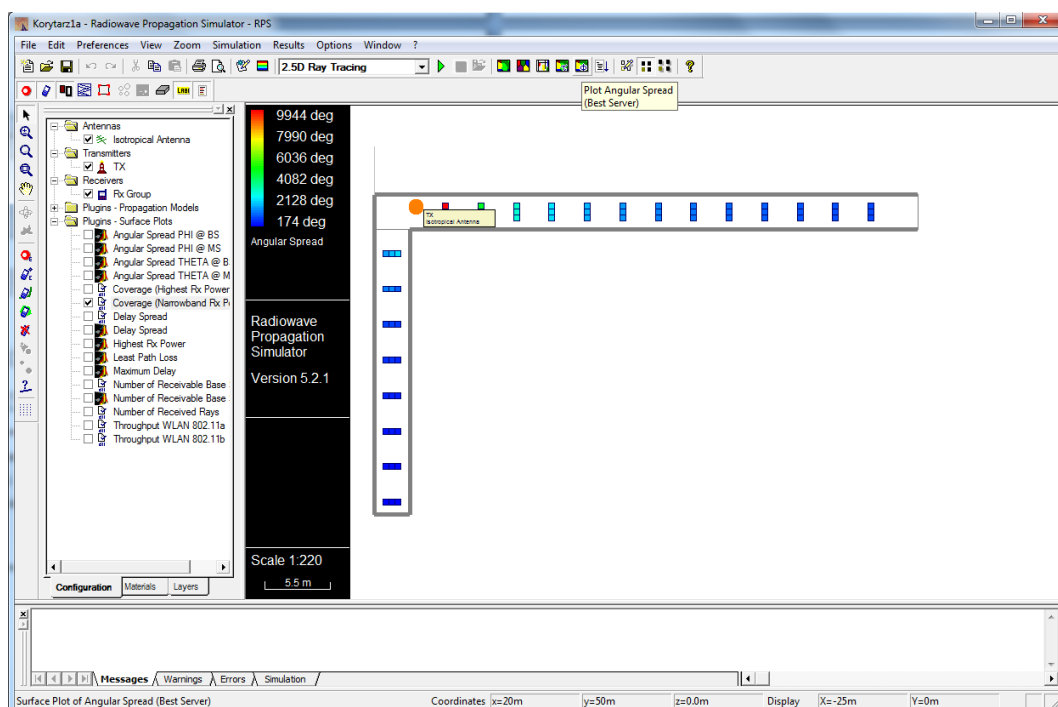 Korytarz1a - Radiowave Propagation Simulator - RPS
File Edit Preferences View Zoom Simulation Results Options Window ?
2.5D Ray Tracing
Plot Angular Spread
(Best Server)
Antennas
Isotropical Antenna
Transmitters
TX
Receivers
Rx Group
Plugins - Propagation Models
Plugins - Surface Plots
Angular Spread PHI @ BS
Angular Spread PHI @ MS
Angular Spread THETA @ B
Angular Spread THETA @ M
Coverage (Highest Rx Power
Coverage (Narrowband Rx P
Delay Spread
Delay Spread
Highest Rx Power
Least Path Loss
Maximum Delay
Number of Receivable Base
Number of Receivable Base
Number of Received Rays
Throughput WLAN 802.11a
Throughput WLAN 802.11b
Configuration Materials Layers
9944 deg
7990 deg
6036 deg
4082 deg
2128 deg
174 deg
Angular Spread
Radiowave
Propagation
Simulator
Version 5.2.1
Scale 1:220
5.5 m
TX
Isotropical Antenna
Messages Warnings Errors Simulation
Surface Plot of Angular Spread (Best Server) Coordinates x=20m y=50m z=0.0m Display X=-25m Y=0m